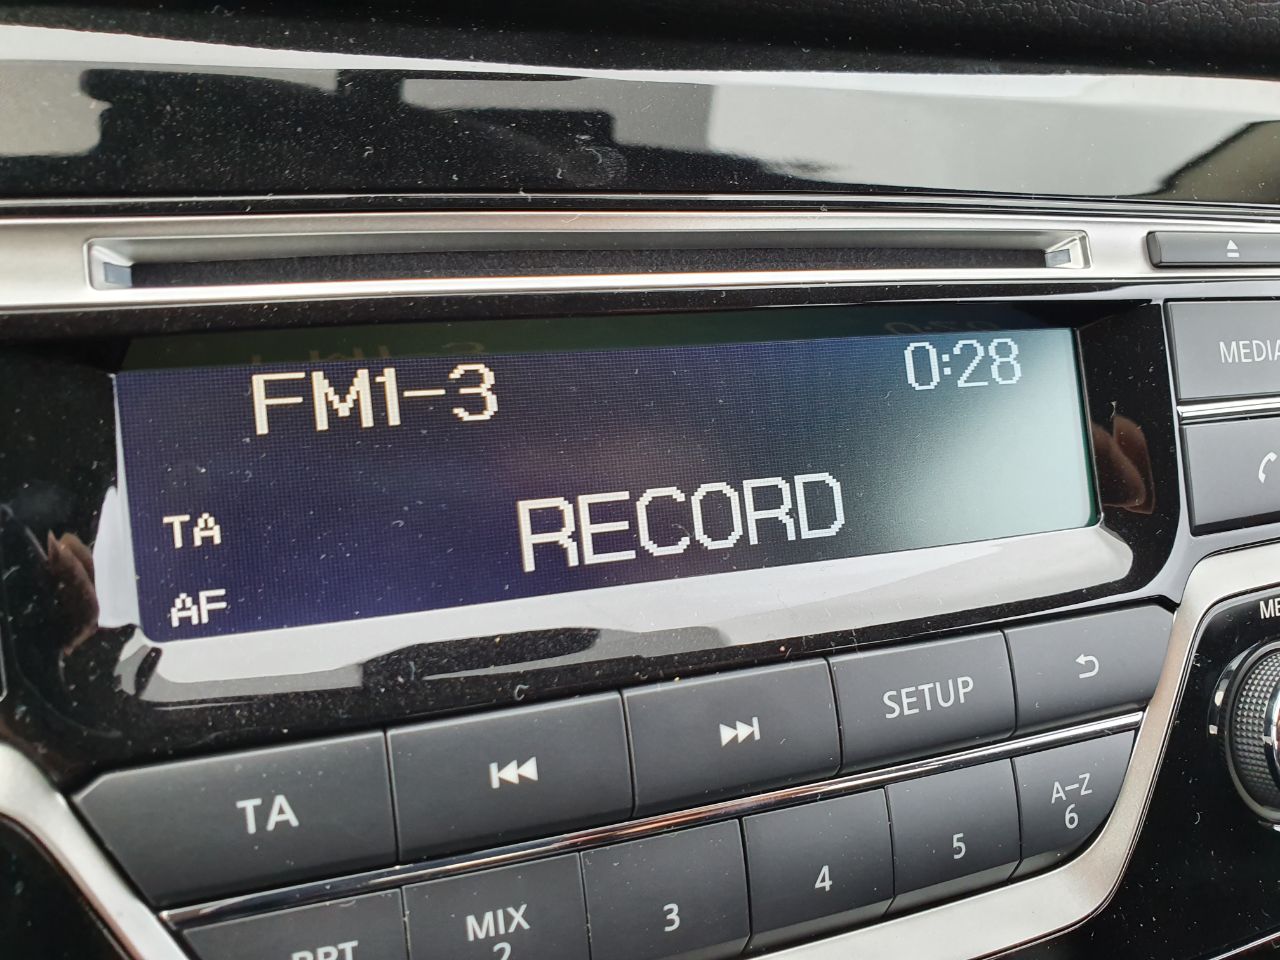 FM1-3 0:28
TA RECORD
AF
MEDIA
TA SETUP
MIX 3 4 5 A-Z
2 6